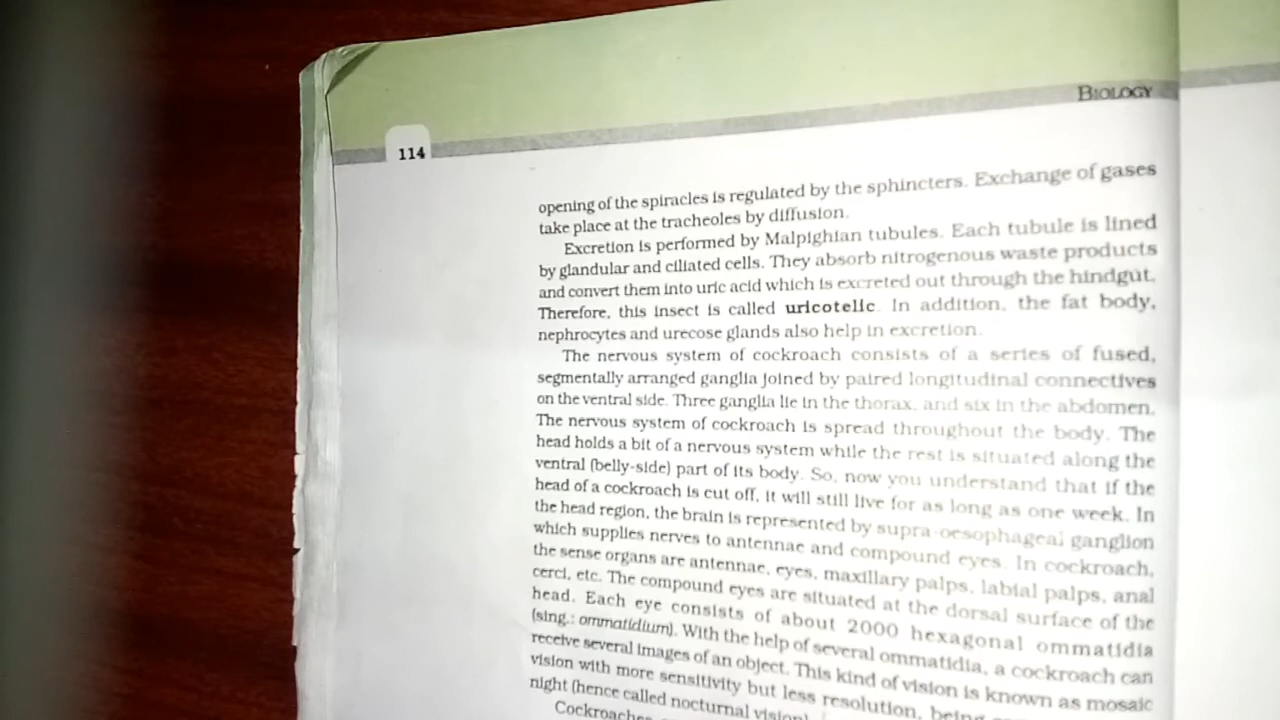 BIOLOGY
114
opening of the spiracles is regulated by the sphincters. Exchange of gases
take place at the tracheoles by diffusion.
Excretion is performed by Malpighian tubules. Each tubule is lined
by glandular and ciliated cells. They absorb nitrogenous waste products
and convert them into uric acid which is excreted out through the hindgut.
Therefore, this insect is called uricotelic. In addition, the fat body,
nephrocytes and urecose glands also help in excretion.
The nervous system of cockroach consists of a series of fused,
segmentally arranged ganglia joined by paired longitudinal connectives
on the ventral side. Three ganglia lie in the thorax, and six in the abdomen.
The nervous system of cockroach is spread throughout the body. The
head holds a bit of a nervous system while the rest is situated along the
ventral (belly-side) part of its body. So, now you understand that if the
head of a cockroach is cut off, it will still live for as long as one week. In
the head region, the brain is represented by supra-oesophageal ganglion
which supplies nerves to antennae and compound eyes. In cockroach,
the sense organs are antennae, eyes, maxillary palps, labial palps, anal
cerci, etc. The compound eyes are situated at the dorsal surface of the
head. Each eye consists of about 2000 hexagonal ommatidia
(sing.: ommatidium). With the help of several ommatidia, a cockroach can
receive several images of an object. This kind of vision is known as mosaic
vision with more sensitivity but less resolution, being
night (hence called nocturnal vision).
Cockroaches